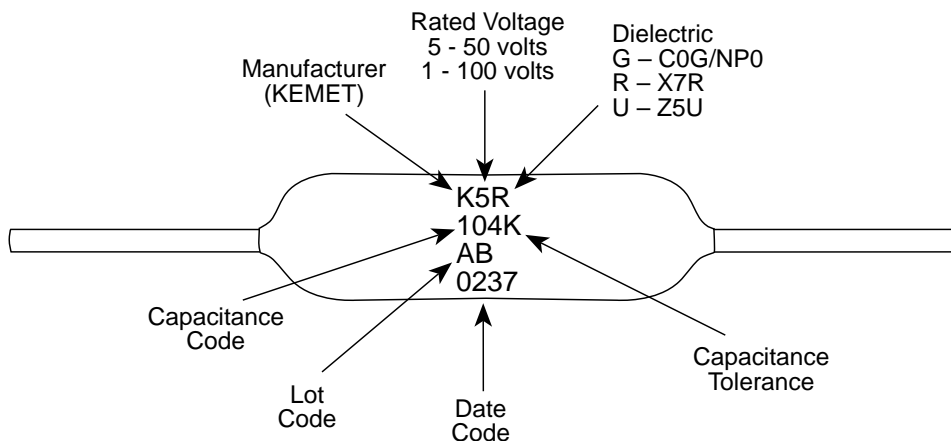 Rated Voltage
5 - 50 volts
1 - 100 volts
Dielectric
G – C0G/NP0
R – X7R
U – Z5U
Manufacturer
(KEMET)
K5R
104K
AB
0237
Capacitance
Code
Lot
Code
Date
Code
Capacitance
Tolerance